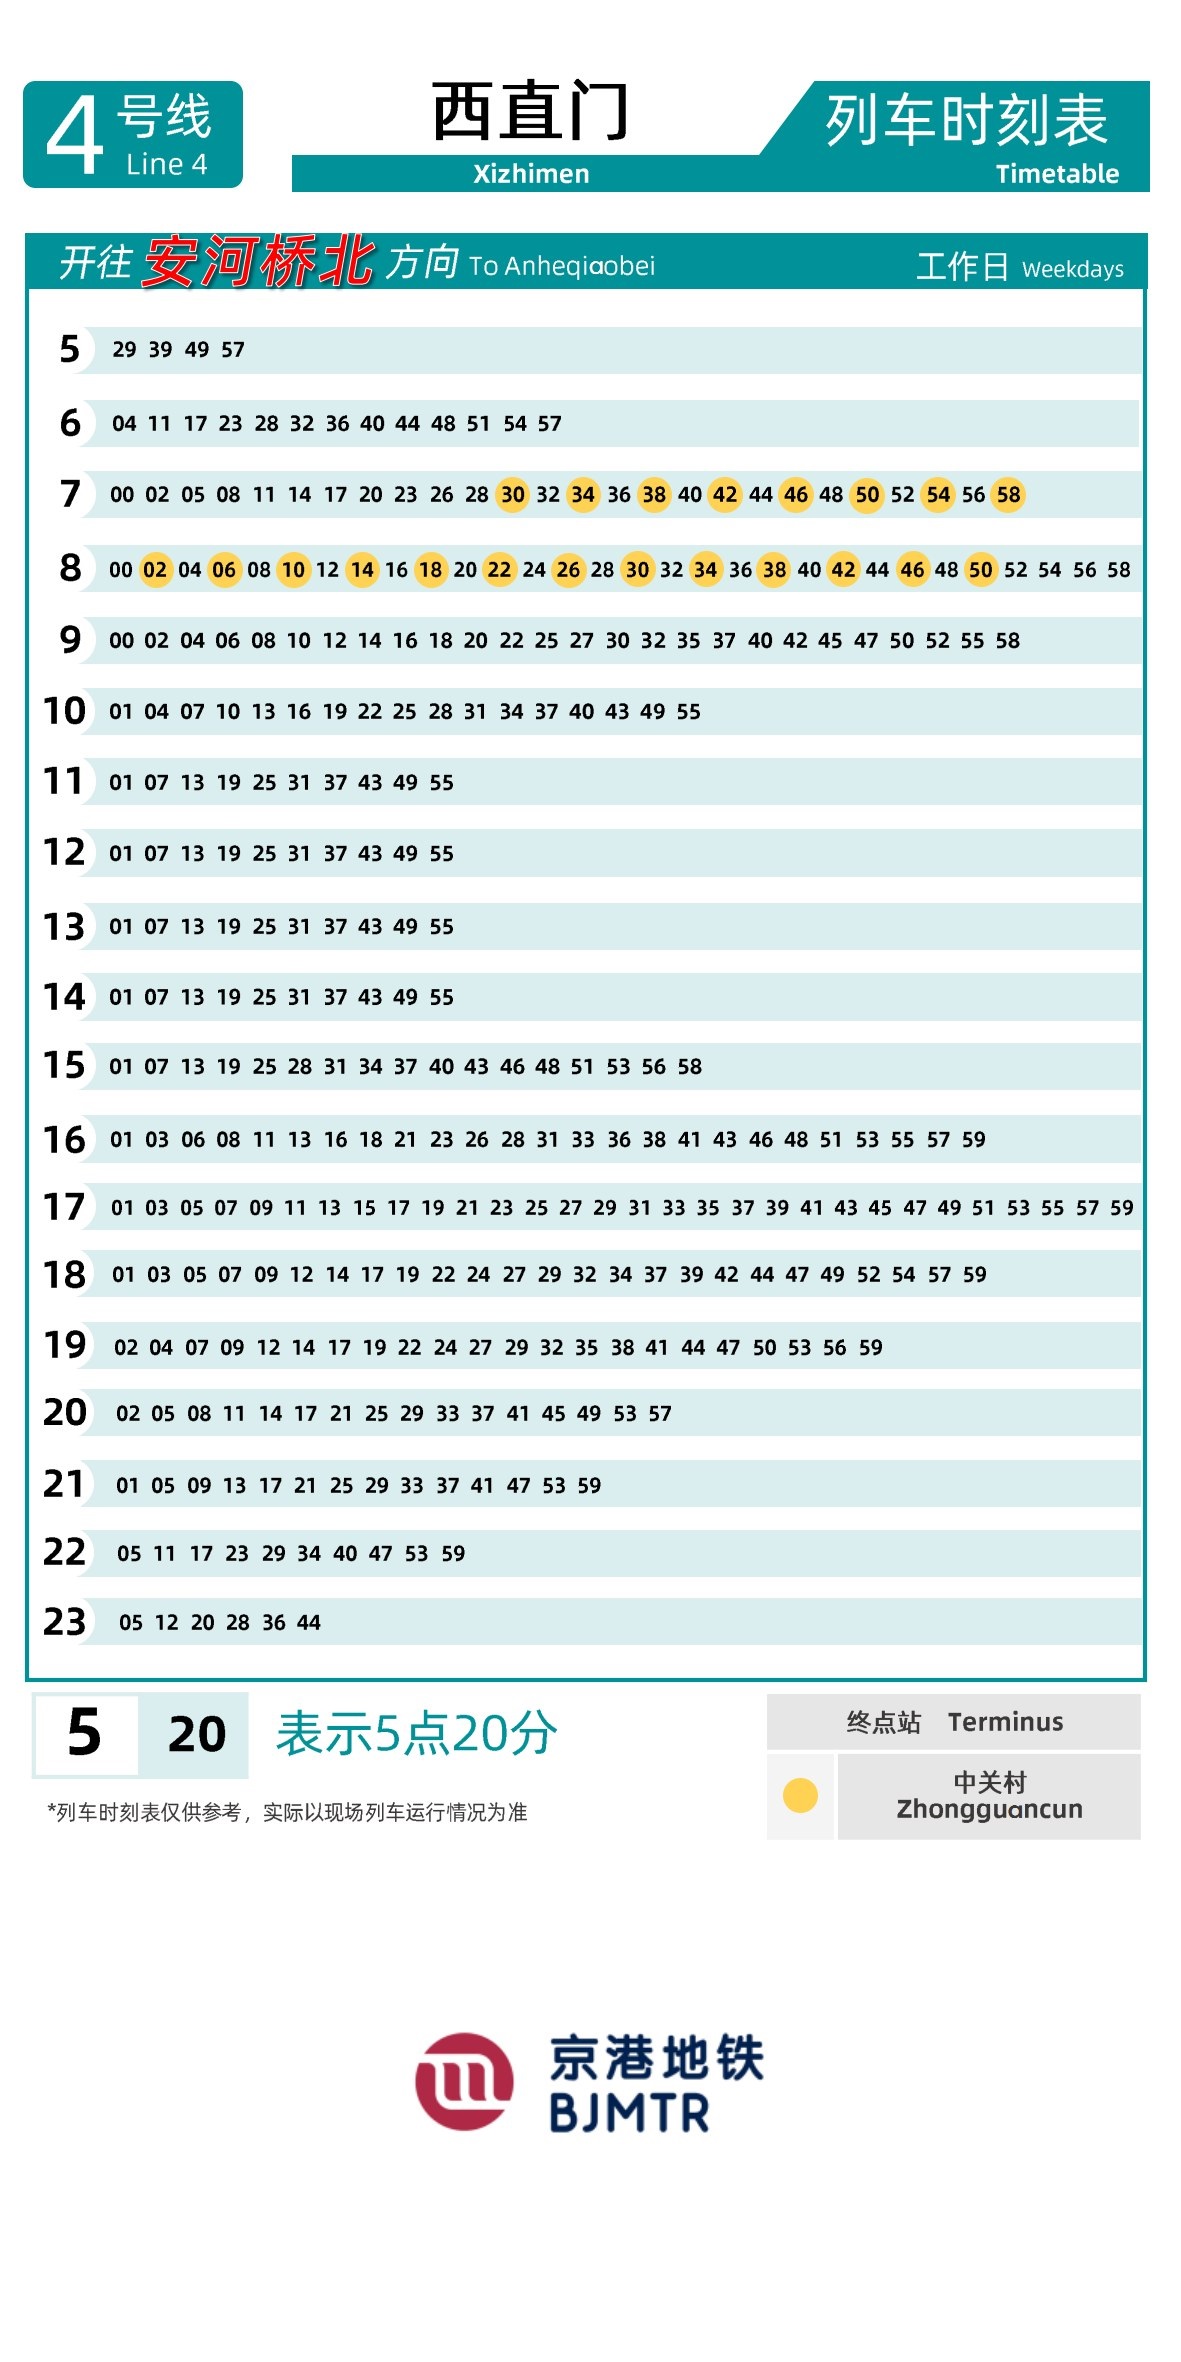 4 号线
Line 4
西直门
Xizhimen
列车时刻表
Timetable
开往 安河桥北 方向 To Anheqiaobei 工作日 Weekdays
5 29 39 49 57
6 04 11 17 23 28 32 36 40 44 48 51 54 57
7 00 02 05 08 11 14 17 20 23 26 28 30 32 34 36 38 40 42 44 46 48 50 52 54 56 58
8 00 02 04 06 08 10 12 14 16 18 20 22 24 26 28 30 32 34 36 38 40 42 44 46 48 50 52 54 56 58
9 00 02 04 06 08 10 12 14 16 18 20 22 25 27 30 32 35 37 40 42 45 47 50 52 55 58
10 01 04 07 10 13 16 19 22 25 28 31 34 37 40 43 49 55
11 01 07 13 19 25 31 37 43 49 55
12 01 07 13 19 25 31 37 43 49 55
13 01 07 13 19 25 31 37 43 49 55
14 01 07 13 19 25 31 37 43 49 55
15 01 07 13 19 25 28 31 34 37 40 43 46 48 51 53 56 58
16 01 03 06 08 11 13 16 18 21 23 26 28 31 33 36 38 41 43 46 48 51 53 55 57 59
17 01 03 05 07 09 11 13 15 17 19 21 23 25 27 29 31 33 35 37 39 41 43 45 47 49 51 53 55 57 59
18 01 03 05 07 09 12 14 17 19 22 24 27 29 32 34 37 39 42 44 47 49 52 54 57 59
19 02 04 07 09 12 14 17 19 22 24 27 29 32 35 38 41 44 47 50 53 56 59
20 02 05 08 11 14 17 21 25 29 33 37 41 45 49 53 57
21 01 05 09 13 17 21 25 29 33 37 41 47 53 59
22 05 11 17 23 29 34 40 47 53 59
23 05 12 20 28 36 44
5 20 表示5点20分
*列车时刻表仅供参考，实际以现场列车运行情况为准
终点站 Terminus
中关村
Zhongguancun
京港地铁
BJMTR